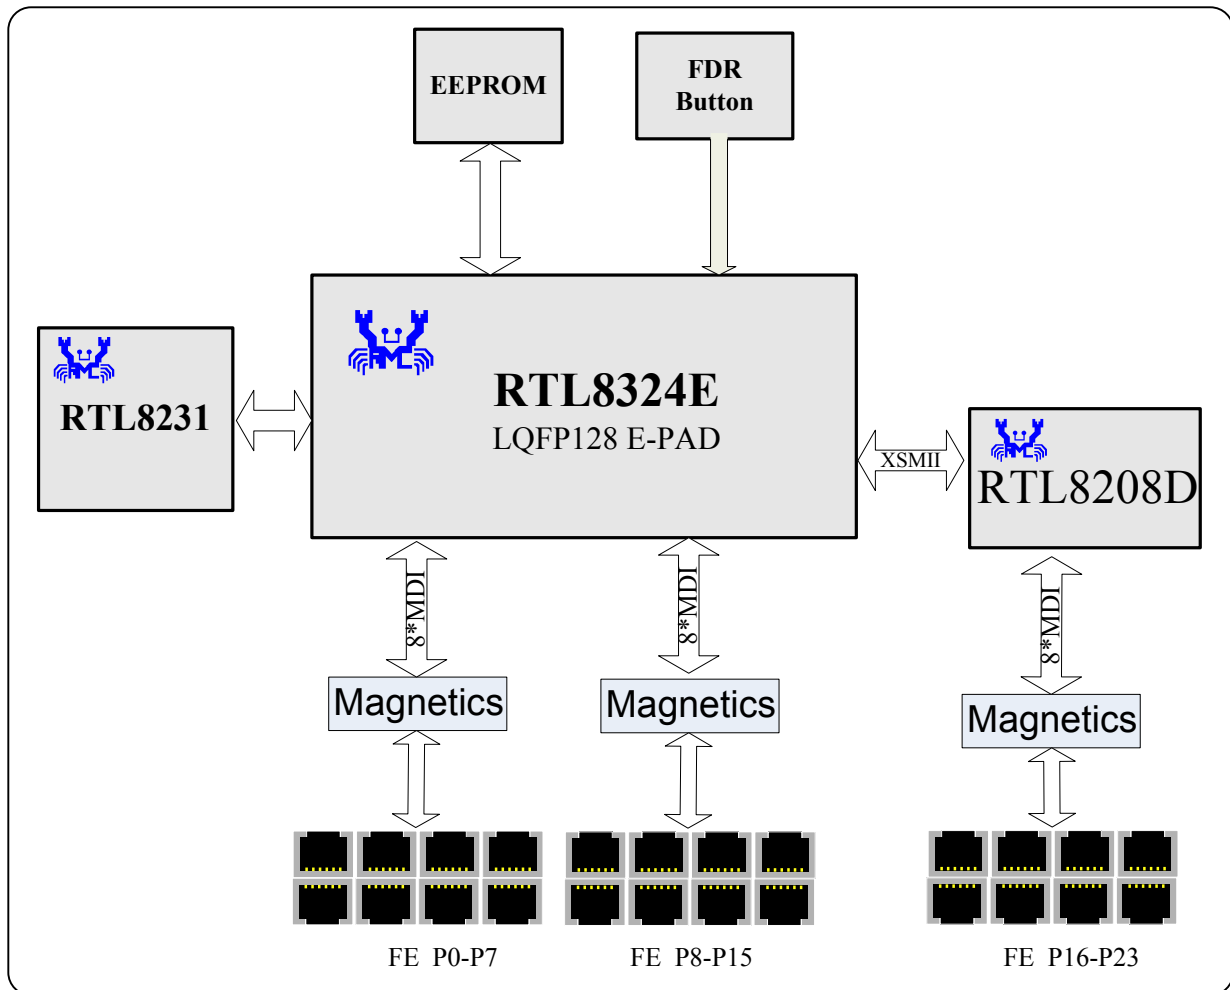 EEPROM
FDR
Button
RTL8231
RTL8324E
LQFP128 E-PAD
XSMII
RTL8208D
8*MDI
8*MDI
8*MDI
Magnetics
Magnetics
Magnetics
FE P0-P7
FE P8-P15
FE P16-P23